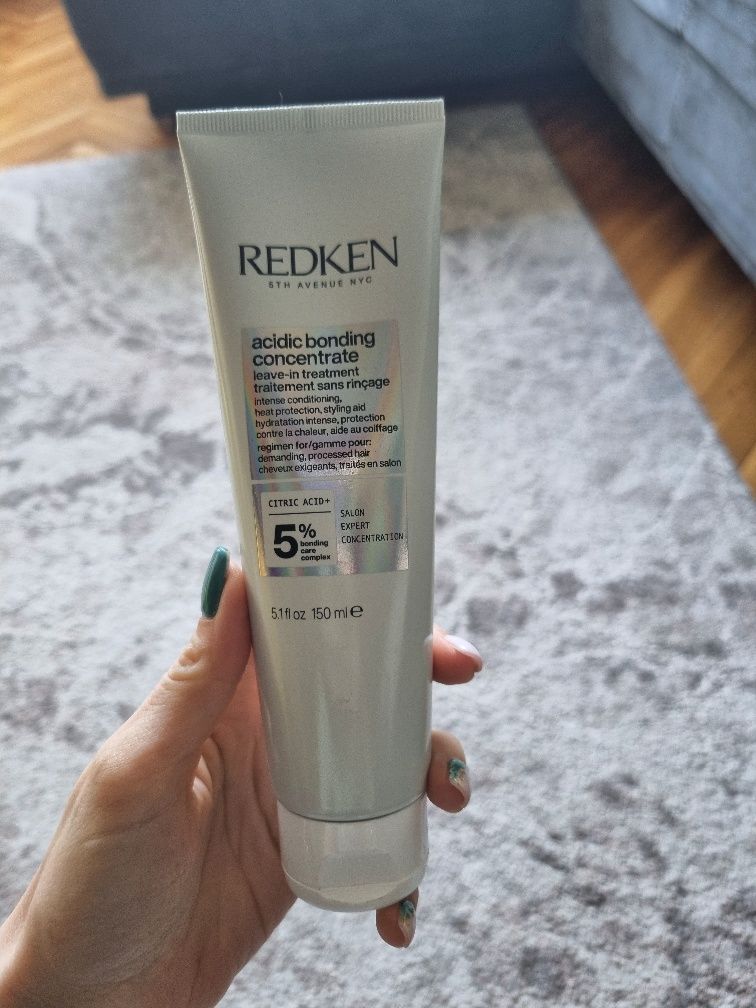 REDKEN
5TH AVENUE NYC
acidic bonding
concentrate
leave-in treatment
traitement sans rinçage
intense conditioning,
heat protection, styling aid
hydratation intense, protection
contre la chaleur, aide au coiffage
regimen for/gamme pour:
demanding, processed hair
cheveux exigeants, traités en salon
CITRIC ACID+
5%
bonding
care
complex
SALON
EXPERT
CONCENTRATION
5.1 fl oz 150 ml e